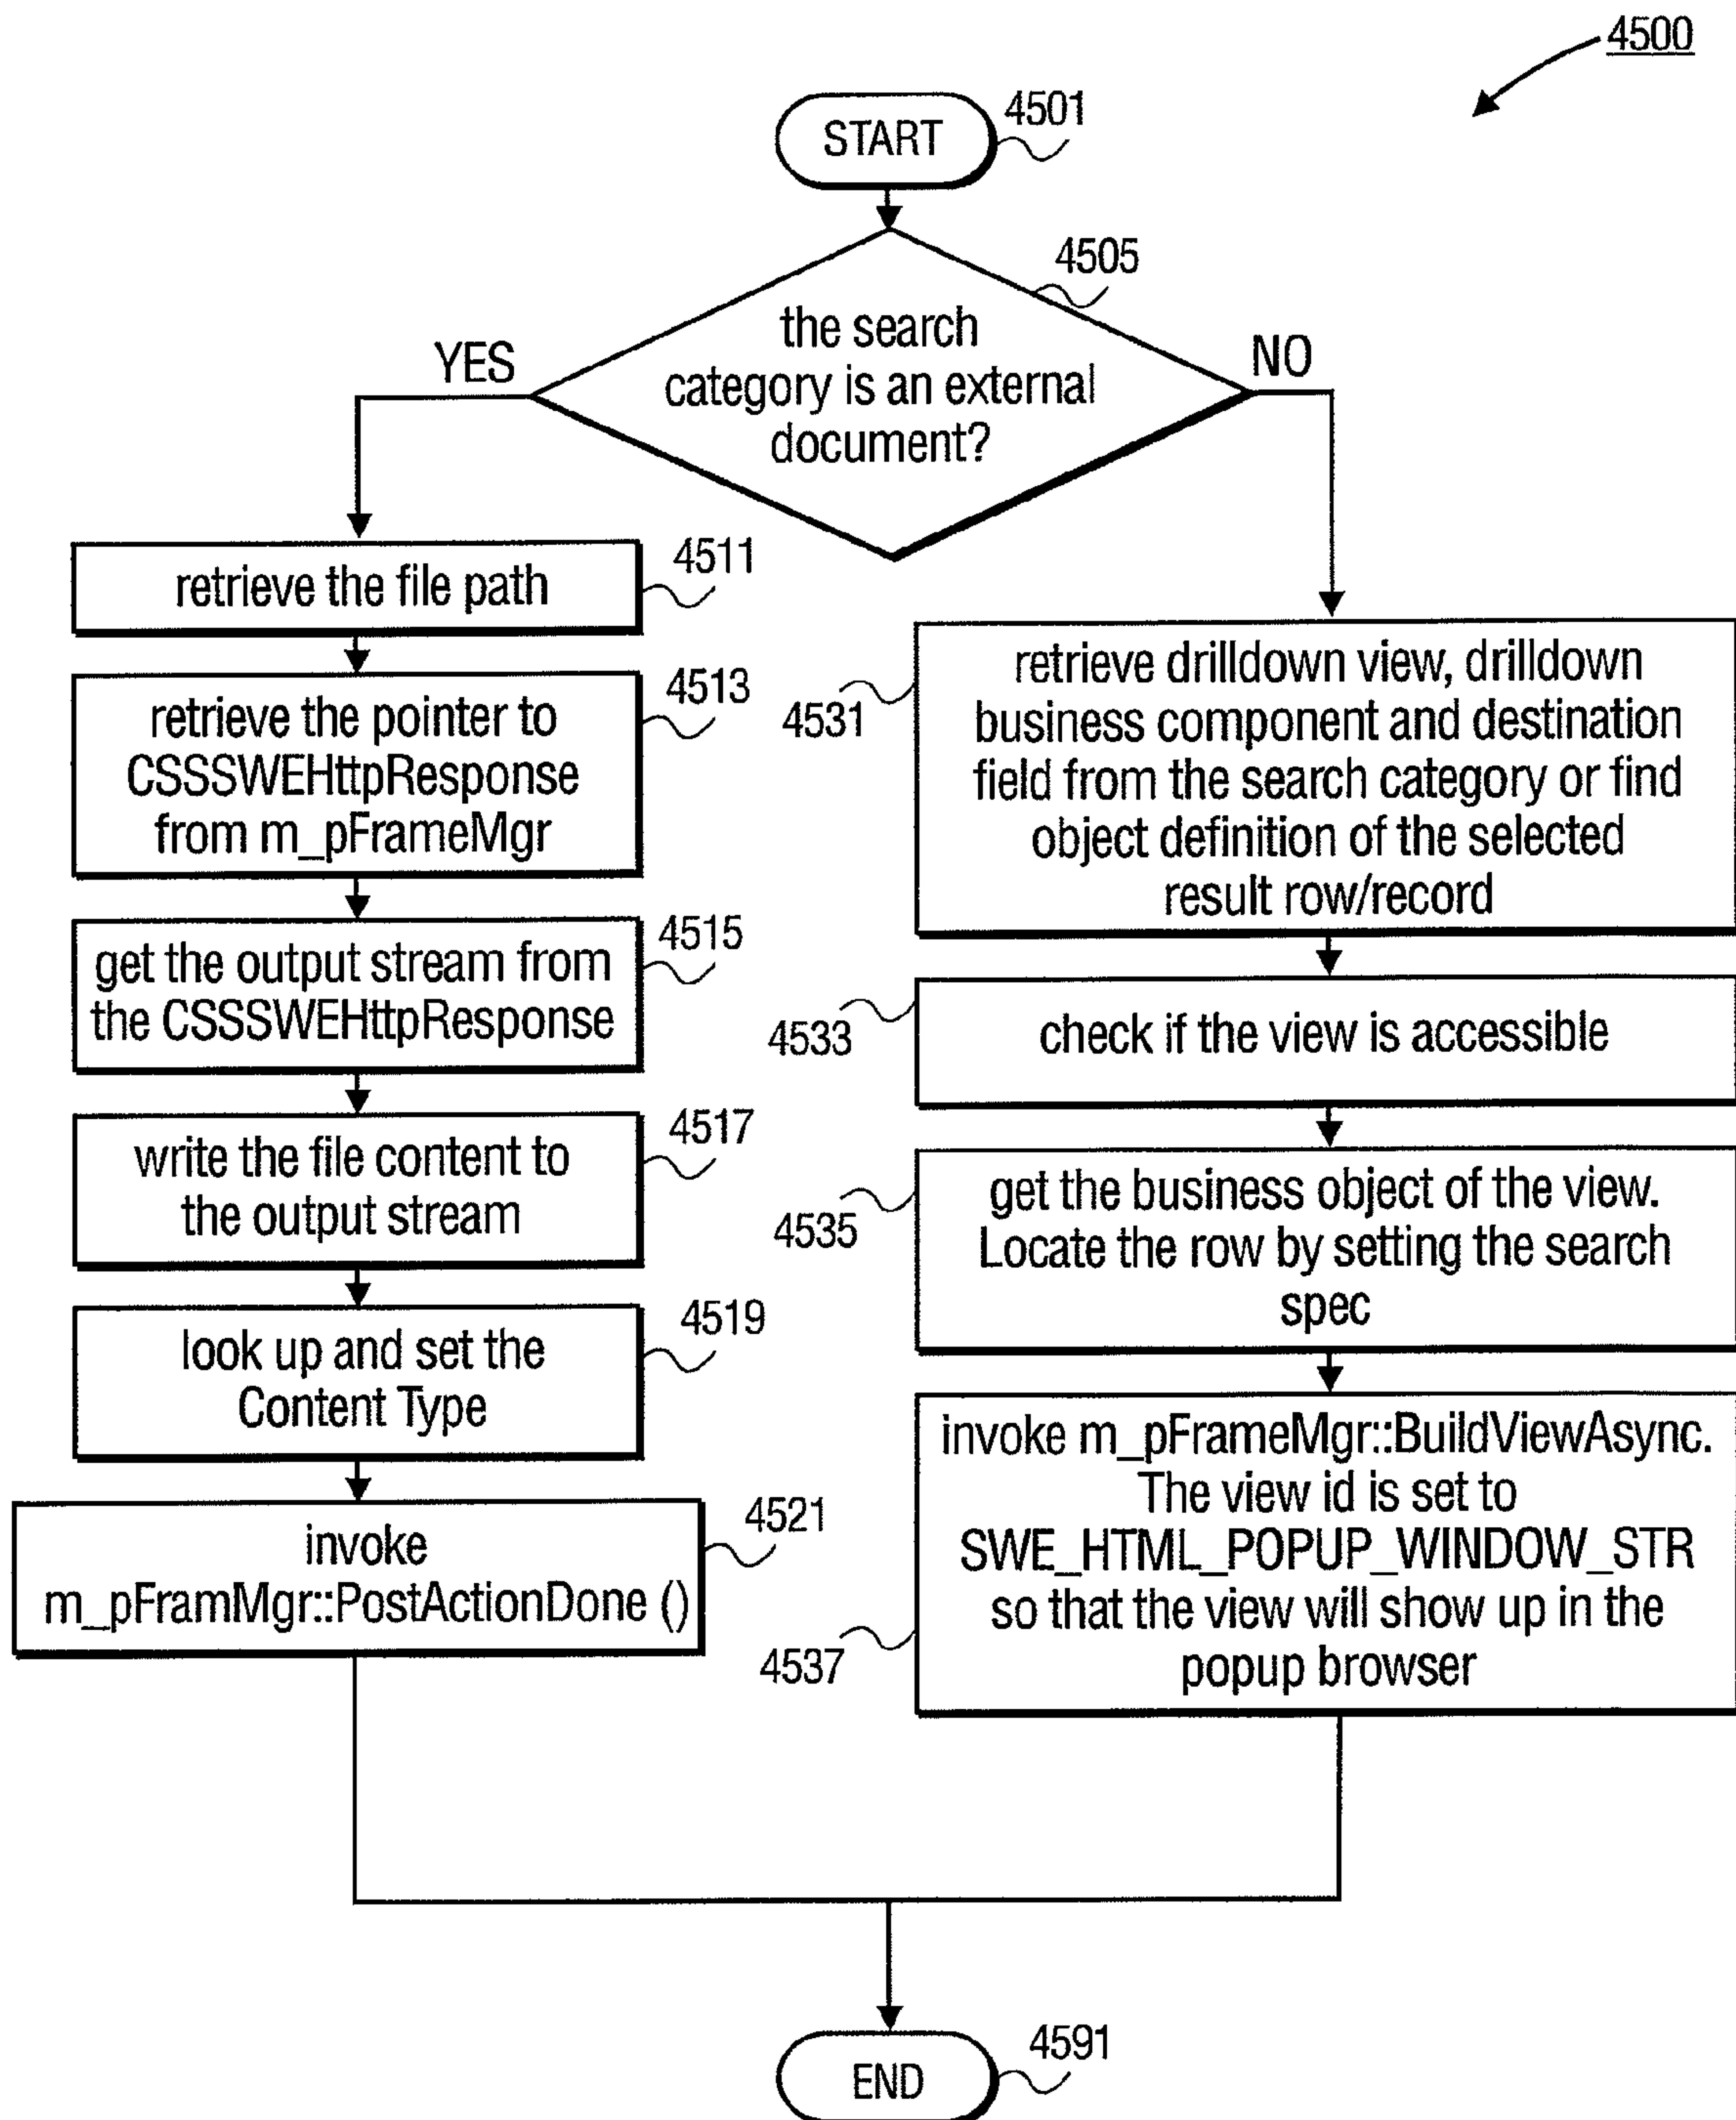 4500
START
4501
4505
the search
category is an external
document?
YES
NO
retrieve the file path
4511
retrieve the pointer to
CSSSWEHttpResponse
from m_pFrameMgr
4513
get the output stream from
the CSSSWEHttpResponse
4515
write the file content to
the output stream
4517
look up and set the
Content Type
4519
invoke
m_pFramMgr::PostActionDone ()
4521
retrieve drilldown view, drilldown
business component and destination
field from the search category or find
object definition of the selected
result row/record
4531
check if the view is accessible
4533
get the business object of the view.
Locate the row by setting the search
spec
4535
invoke m_pFrameMgr::BuildViewAsync.
The view id is set to
SWE_HTML_POPUP_WINDOW_STR
so that the view will show up in the
popup browser
4537
END
4591